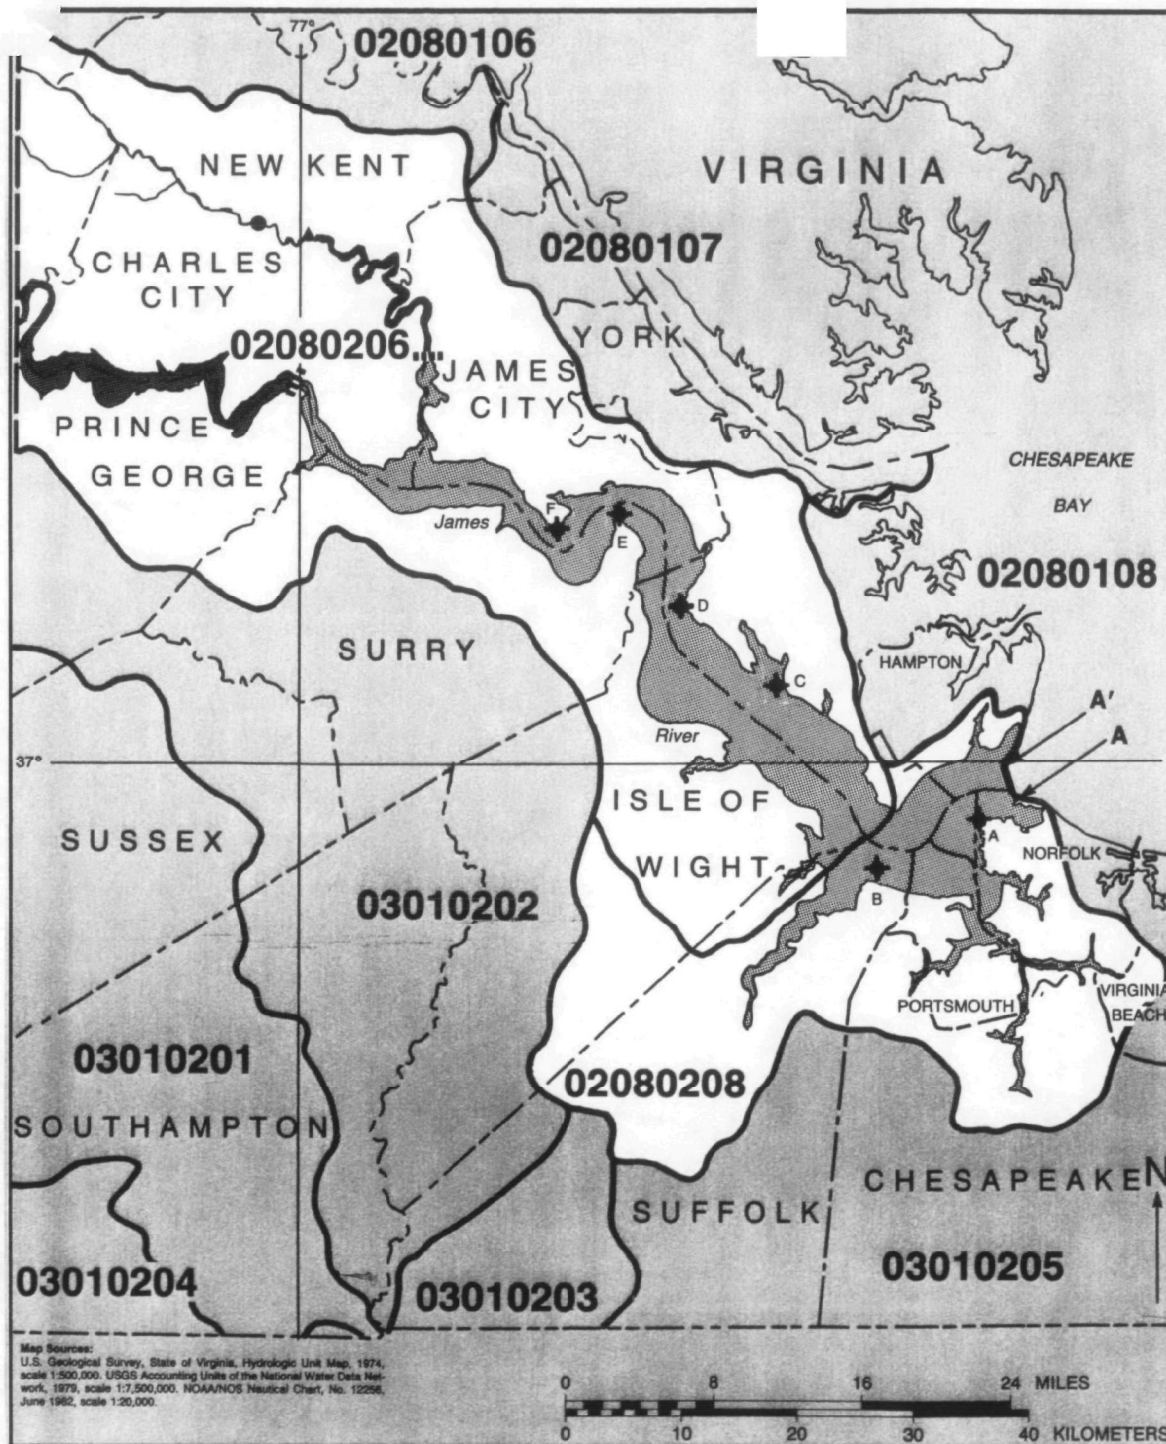 77°
02080106
VIRGINIA
NEW KENT
02080107
CHARLES
CITY
YORK
02080206....
JAMES
CITY
PRINCE
GEORGE
CHESAPEAKE
BAY
James
F
E
02080108
D
HAMPTON
SURRY
C
A'
River
A
37°
ISLE OF
SUSSEX
A
NORFOLK
WIGHT
B
03010202
VIRGINIA
BEACH
PORTSMOUTH
03010201
02080208
SOUTHAMPTON
CHESAPEAKE
N
SUFFOLK
03010204
03010205
03010203
Map Sources:
U.S. Geological Survey, State of Virginia, Hydrologic Unit Map, 1974,
scale 1:500,000. USGS Accounting Units of the National Water Data Net-
work, 1979, scale 1:7,500,000. NOAA/NOS Nautical Chart, No. 12256,
June 1982, scale 1:20,000.
0 8 16 24 MILES
0 10 20 30 40 KILOMETERS